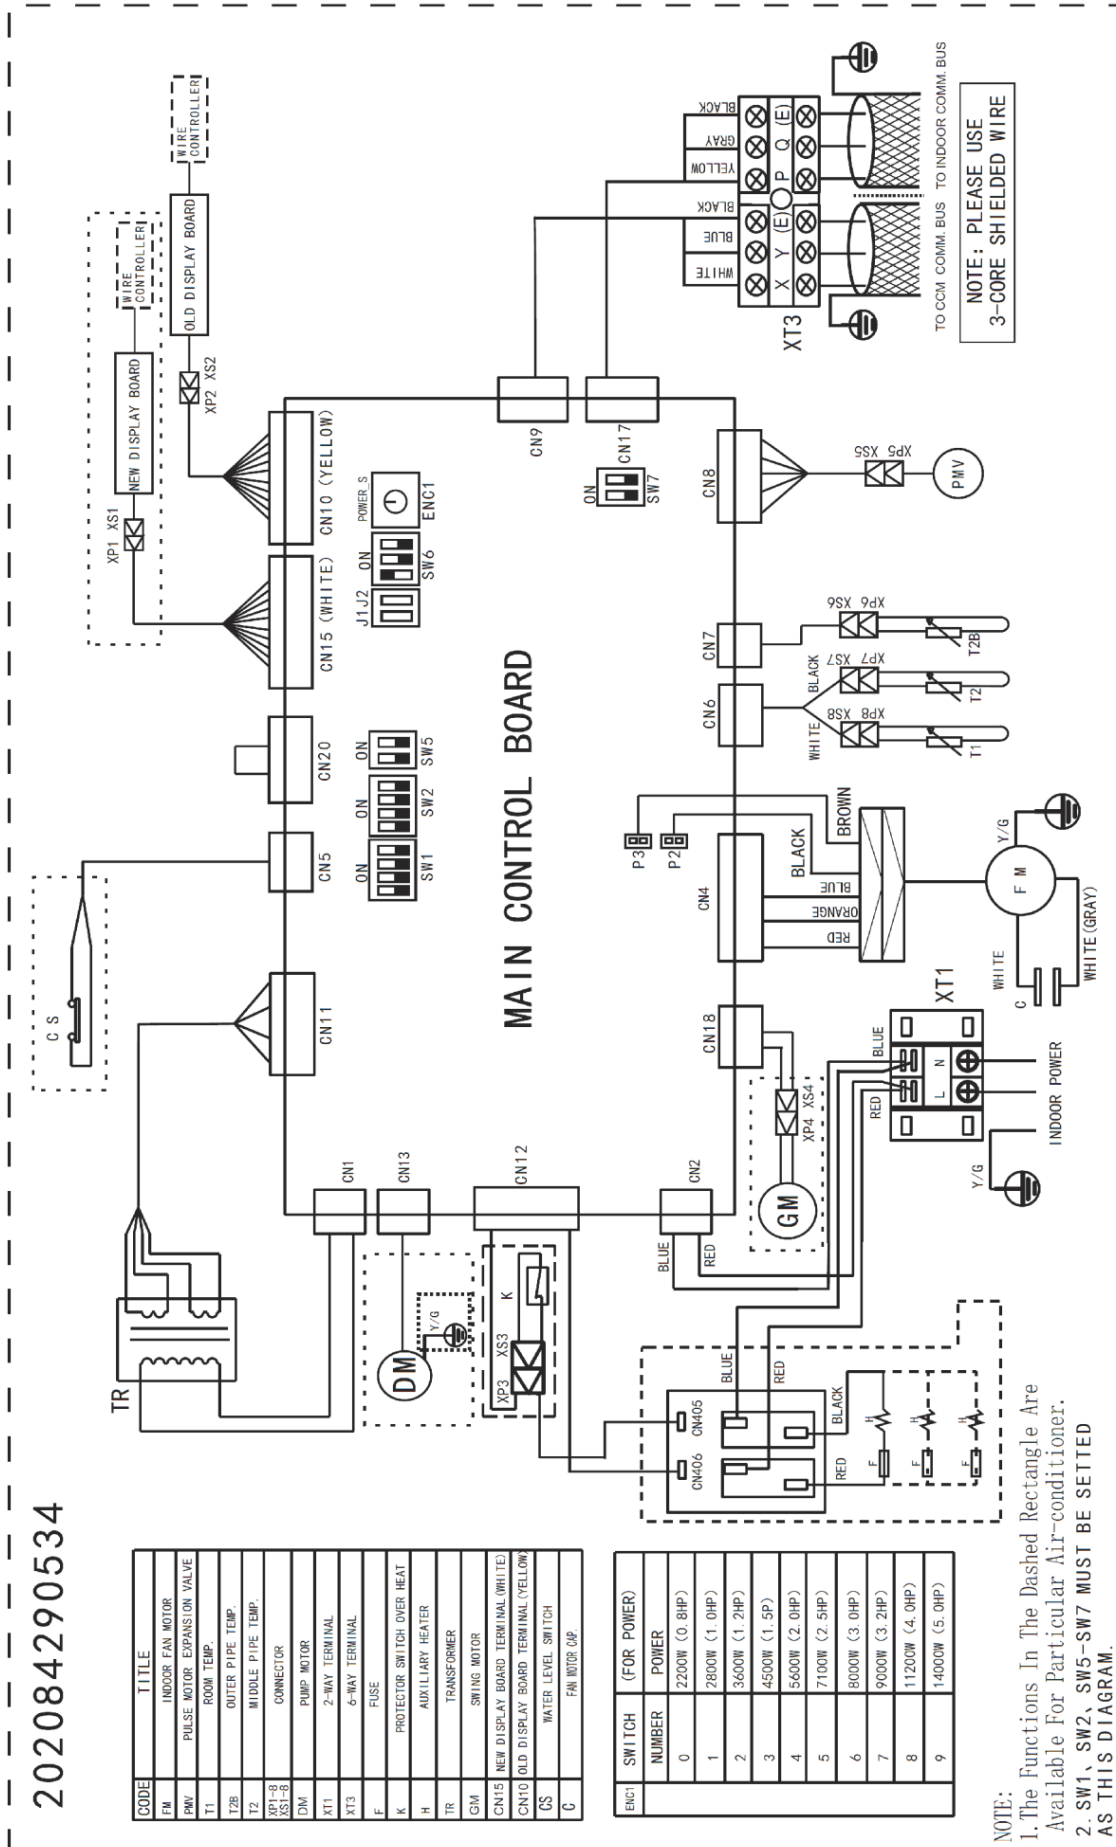 202084290534
CODE TITLE
FM INDOOR FAN MOTOR
PMV PULSE MOTOR EXPANSION VALVE
T1 ROOM TEMP.
T2B OUTER PIPE TEMP.
T2 MIDDLE PIPE TEMP.
XP1-8 XS1-8 CONNECTOR
DM PUMP MOTOR
XT1 2-WAY TERMINAL
XT3 6-WAY TERMINAL
F FUSE
K PROTECTOR SWITCH OVER HEAT
H AUXILIARY HEATER
TR TRANSFORMER
GM SWING MOTOR
CN15 NEW DISPLAY BOARD TERMINAL(WHITE)
CN10 OLD DISPLAY BOARD TERMINAL(YELLOW)
CS WATER LEVEL SWITCH
C FAN MOTOR CAP.
ENC1 SWITCH (FOR POWER)
NUMBER POWER
0 2200W (0.8HP)
1 2800W (1.0HP)
2 3600W (1.2HP)
3 4500W (1.5P)
4 5600W (2.0HP)
5 7100W (2.5HP)
6 8000W (3.0HP)
7 9000W (3.2HP)
8 11200W (4.0HP)
9 14000W (5.0HP)
NOTE:
1. The Functions In The Dashed Rectangle Are
Available For Particular Air-conditioner.
2. SW1、SW2、SW5-SW7 MUST BE SETTED
AS THIS DIAGRAM.
TR
CS
CN11
CN5
CN20
CN15 (WHITE)
CN10 (YELLOW)
XP1 XS1
NEW DISPLAY BOARD
WIRE
CONTROLLER
XP2 XS2
OLD DISPLAY BOARD
WIRE
CONTROLLER
ON
SW1
ON
SW2
ON
SW5
J1J2
ON
SW6
POWER_S
ENC1
CN1
CN13
DM
Y/G
CN12
XP3 XS3
K
MAIN CONTROL BOARD
CN9
CN17
ON
SW7
WHITE
BLUE
BLACK
YELLOW
GRAY
BLACK
XT3
X Y (E) P Q (E)
TO CCM COMM. BUS TO INDOOR COMM. BUS
NOTE: PLEASE USE
3-CORE SHIELDED WIRE
CN2
BLUE
RED
CN18
XP4 XS4
GM
CN4
RED
ORANGE
BLUE
BLACK
BROWN
P2
P3
CN6
WHITE
BLACK
XS8 XP8
T1
XS7 XP7
T2
CN7
XS6 XP6
T2B
CN8
XS5 XP5
PMV
CN406
CN405
BLUE
RED
RED
BLACK
F
H
F
H
F
H
RED
BLUE
XT1
L N
Y/G
INDOOR POWER
C
WHITE
FM
Y/G
WHITE(GRAY)